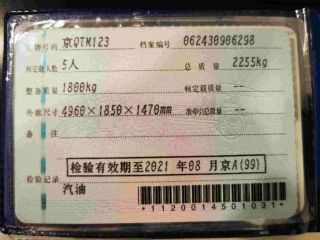 号牌号码 京QTM123 档案编号 062430906298
核定载人数 5人 总质量 2255kg
整备质量 1800kg 核定载质量 --
外廓尺寸 4960×1850×1470mm 准牵引总质量 --
备注
检验有效期至2021年08月京A(99)
检验记录
汽油
*1120014501031*